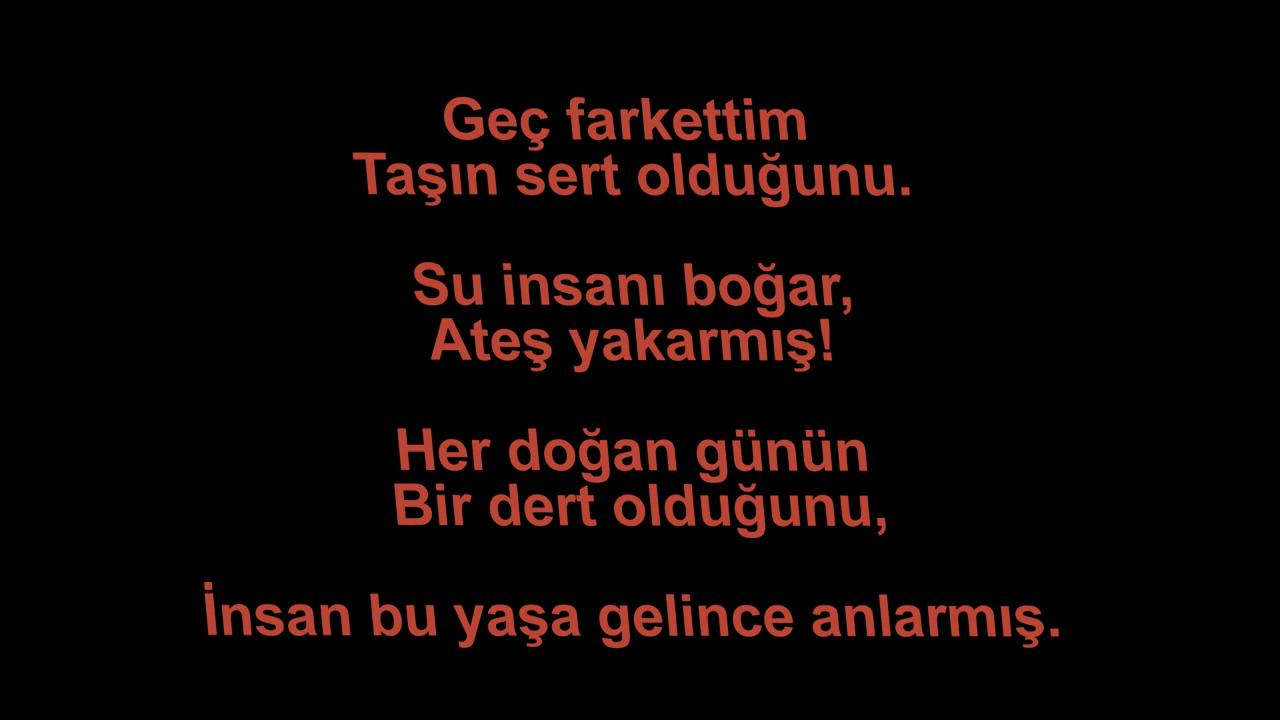 Geç farkettim
Taşın sert olduğunu.
Su insanı boğar,
Ateş yakarmış!
Her doğan günün
Bir dert olduğunu,
İnsan bu yaşa gelince anlarmış.